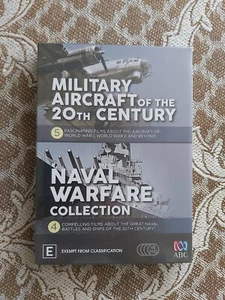 MILITARY
AIRCRAFT OF THE
20TH CENTURY
5 FASCINATING FILMS ABOUT THE AIRCRAFT OF
WORLD WAR I, WORLD WAR II AND BEYOND
NAVAL
WARFARE
COLLECTION
4 COMPELLING FILMS ABOUT THE GREAT NAVAL
BATTLES AND SHIPS OF THE 20TH CENTURY
E EXEMPT FROM CLASSIFICATION
ABC